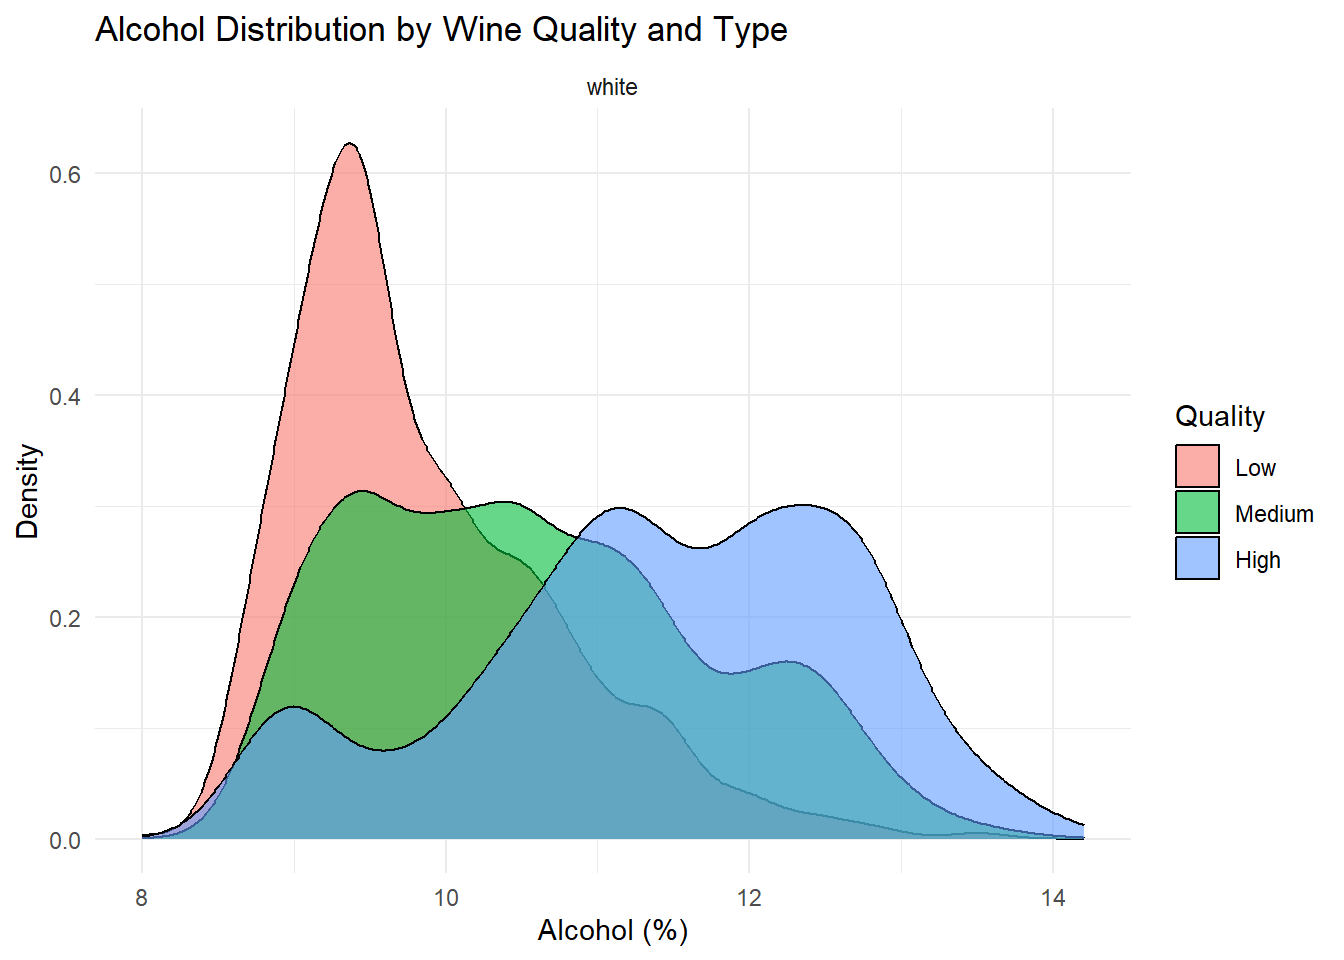 Alcohol Distribution by Wine Quality and Type
white
0.6
0.4
0.2
0.0
Density
8 10 12 14
Alcohol (%)
Quality
Low
Medium
High